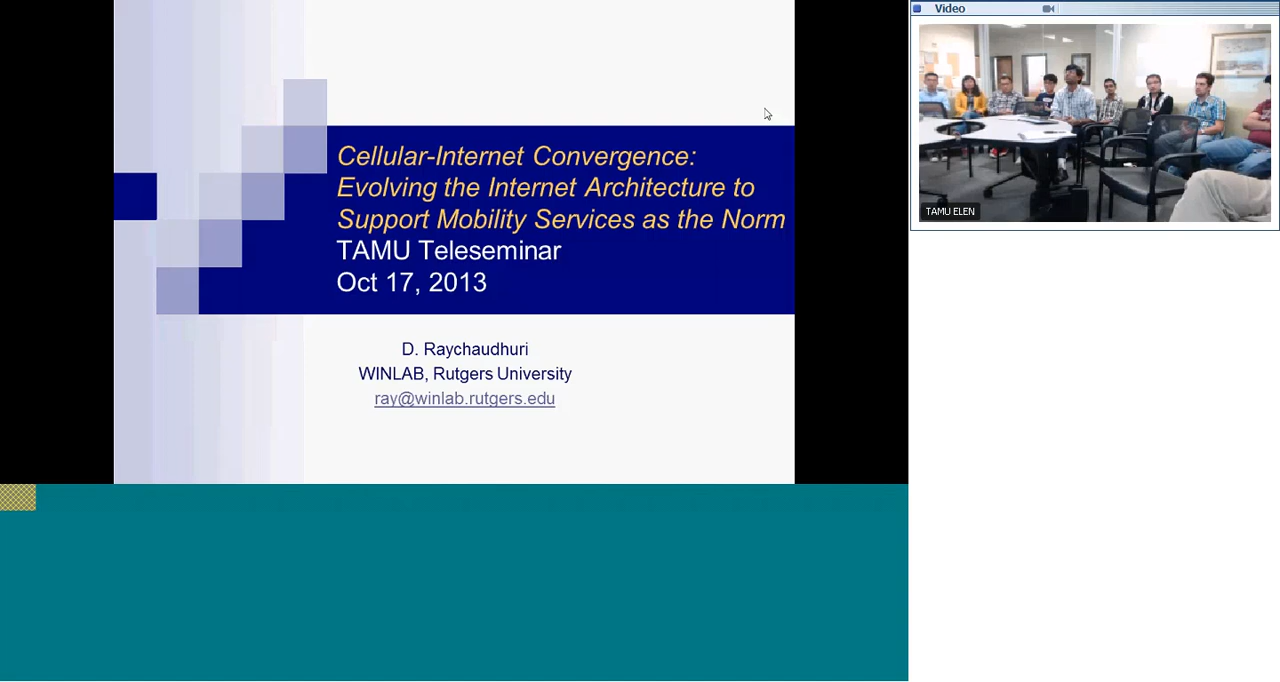 Video
Cellular-Internet Convergence:
Evolving the Internet Architecture to
Support Mobility Services as the Norm
TAMU Teleseminar
Oct 17, 2013
D. Raychaudhuri
WINLAB, Rutgers University
ray@winlab.rutgers.edu
TAMU ELEN